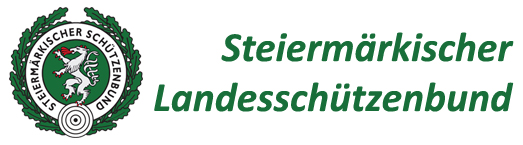 STEIERMÄRKISCHER SCHÜTZENBUND
Steiermärkischer
Landesschützenbund